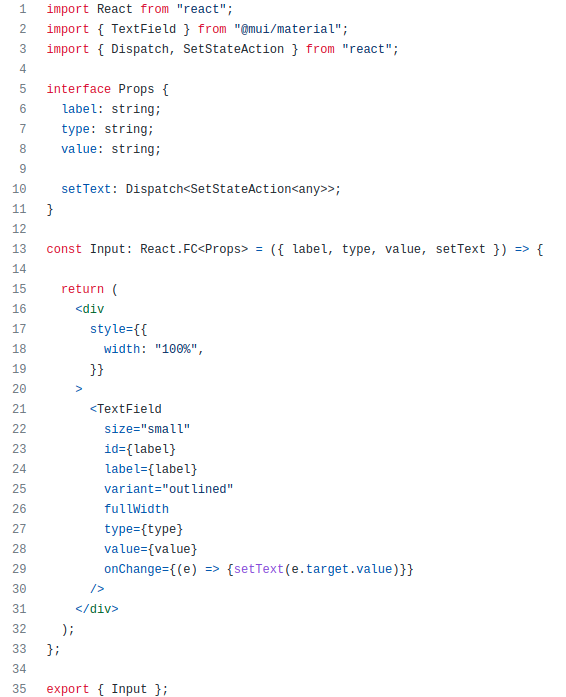 1 import React from "react";
2 import { TextField } from "@mui/material";
3 import { Dispatch, SetStateAction } from "react";
4
5 interface Props {
6   label: string;
7   type: string;
8   value: string;
9
10   setText: Dispatch<SetStateAction<any>>;
11 }
12
13 const Input: React.FC<Props> = ({ label, type, value, setText }) => {
14
15   return (
16     <div
17       style={{
18         width: "100%",
19       }}
20     >
21       <TextField
22         size="small"
23         id={label}
24         label={label}
25         variant="outlined"
26         fullWidth
27         type={type}
28         value={value}
29         onChange={(e) => {setText(e.target.value)}}
30       />
31     </div>
32   );
33 };
34
35 export { Input };